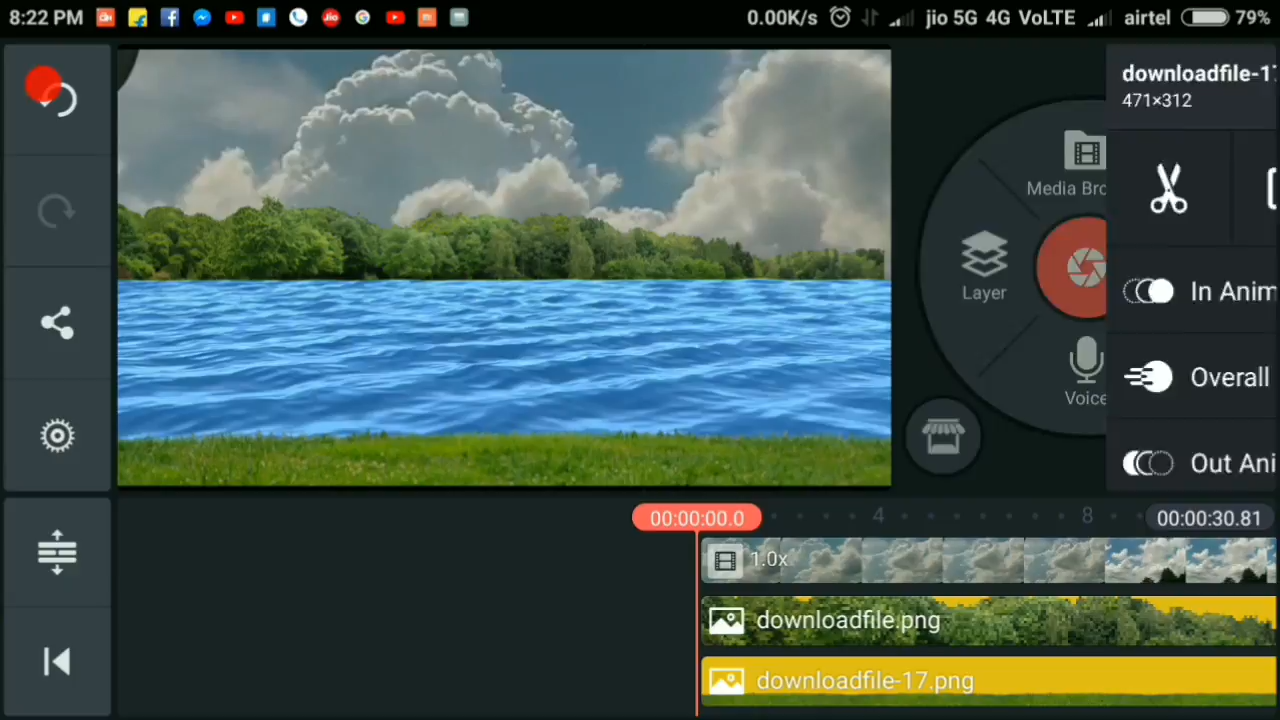 8:22 PM
0.00K/s jio 5G 4G VoLTE airtel 79%
downloadfile-17
471×312
Media Bro
Layer
Voice
In Anim
Overall
Out Ani
00:00:00.0 4 8 00:00:30.81
1.0x
downloadfile.png
downloadfile-17.png